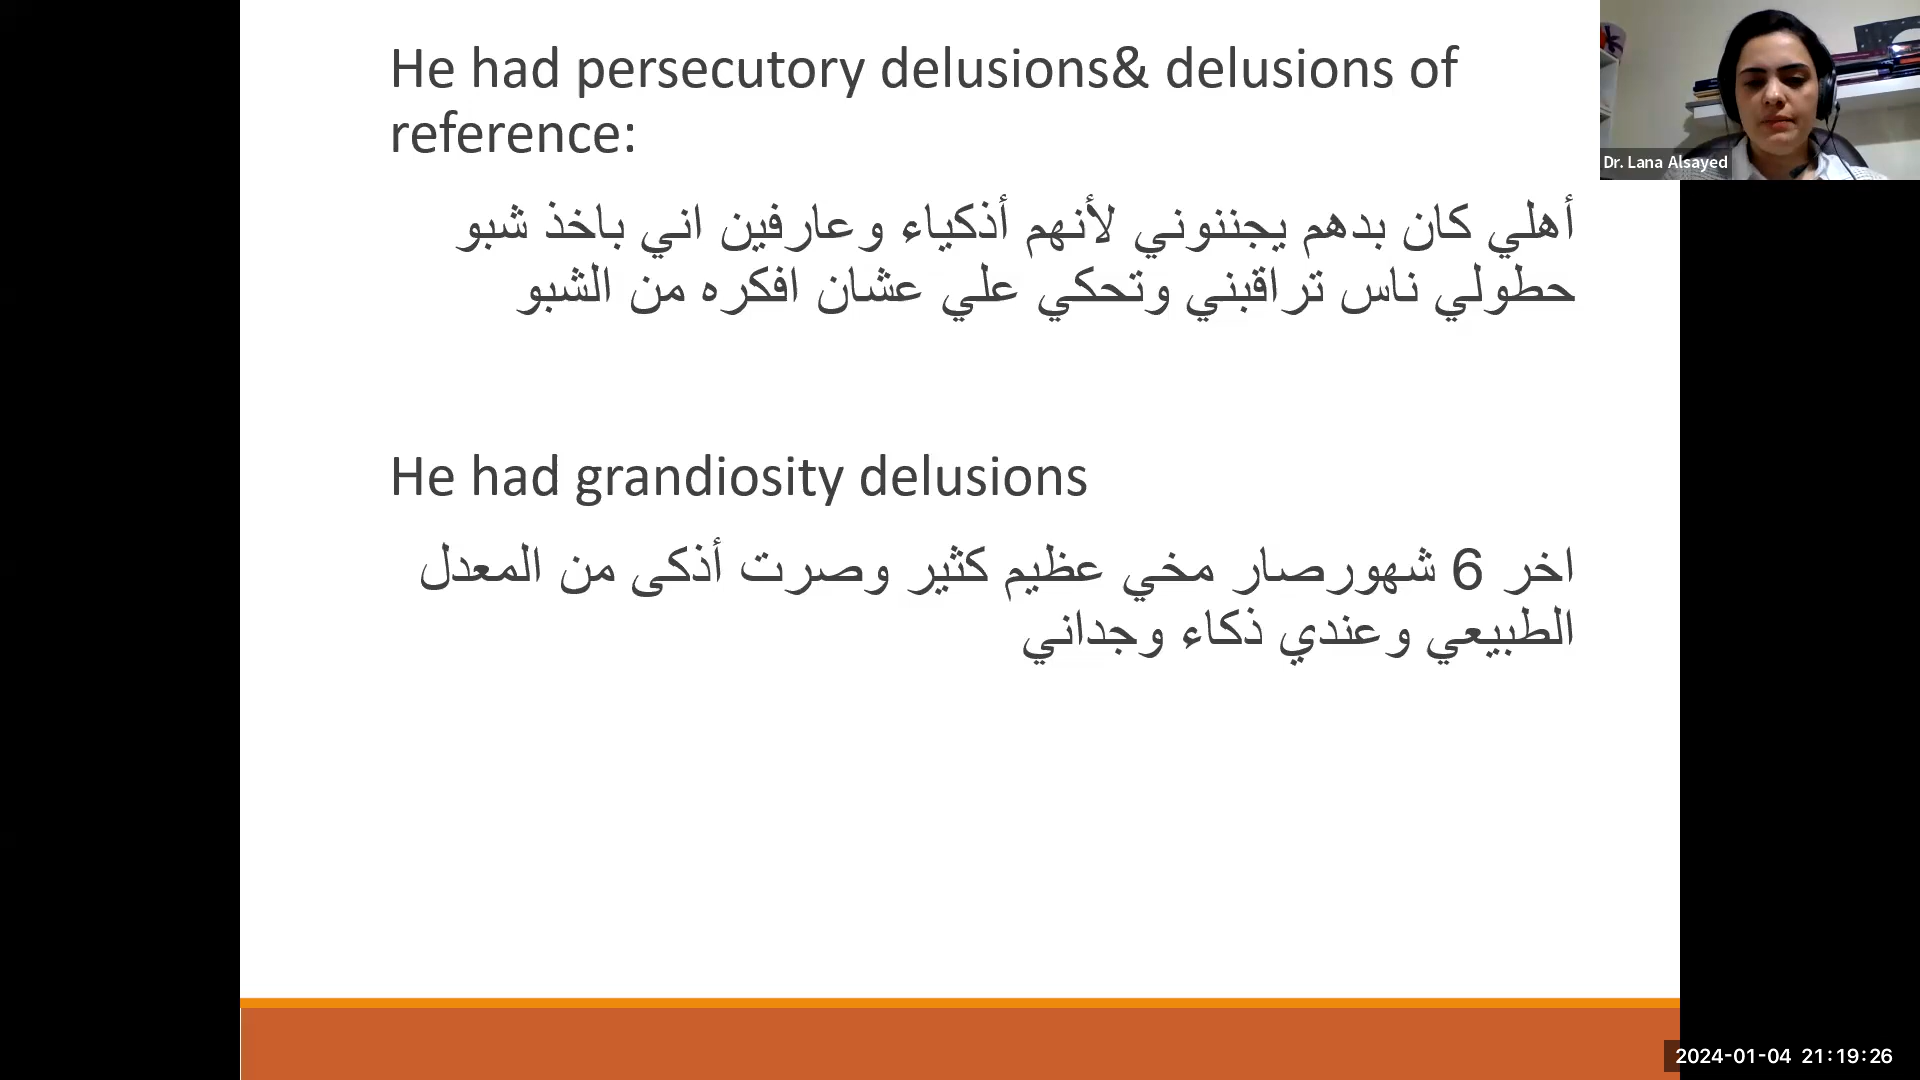 He had persecutory delusions& delusions of
reference:
أهلي كان بدهم يجننوني لأنهم أذكياء وعارفين اني باخذ شبو
حطولي ناس تراقبني وتحكي علي عشان افكره من الشبو
He had grandiosity delusions
اخر 6 شهورصار مخي عظيم كثير وصرت أذكى من المعدل
الطبيعي وعندي ذكاء وجداني
Dr. Lana Alsayed
2024-01-04 21:19:26